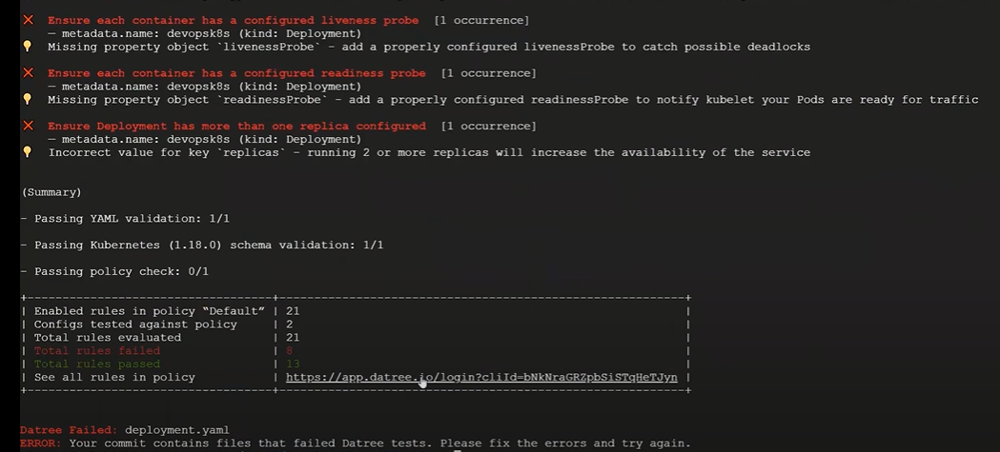 ❌ Ensure each container has a configured liveness probe [1 occurrence]
— metadata.name: devopsk8s (kind: Deployment)
💡 Missing property object `livenessProbe` - add a properly configured livenessProbe to catch possible deadlocks
❌ Ensure each container has a configured readiness probe [1 occurrence]
— metadata.name: devopsk8s (kind: Deployment)
💡 Missing property object `readinessProbe` - add a properly configured readinessProbe to notify kubelet your Pods are ready for traffic
❌ Ensure Deployment has more than one replica configured [1 occurrence]
— metadata.name: devopsk8s (kind: Deployment)
💡 Incorrect value for key `replicas` - running 2 or more replicas will increase the availability of the service
(Summary)
- Passing YAML validation: 1/1
- Passing Kubernetes (1.18.0) schema validation: 1/1
- Passing policy check: 0/1
| Enabled rules in policy “Default” | 21 |
| Configs tested against policy | 2 |
| Total rules evaluated | 21 |
| Total rules failed | 8 |
| Total rules passed | 13 |
| See all rules in policy | https://app.datree.io/login?cliId=bNkNraGRZpbSiSTqHeTJyn |
Datree Failed: deployment.yaml
ERROR: Your commit contains files that failed Datree tests. Please fix the errors and try again.